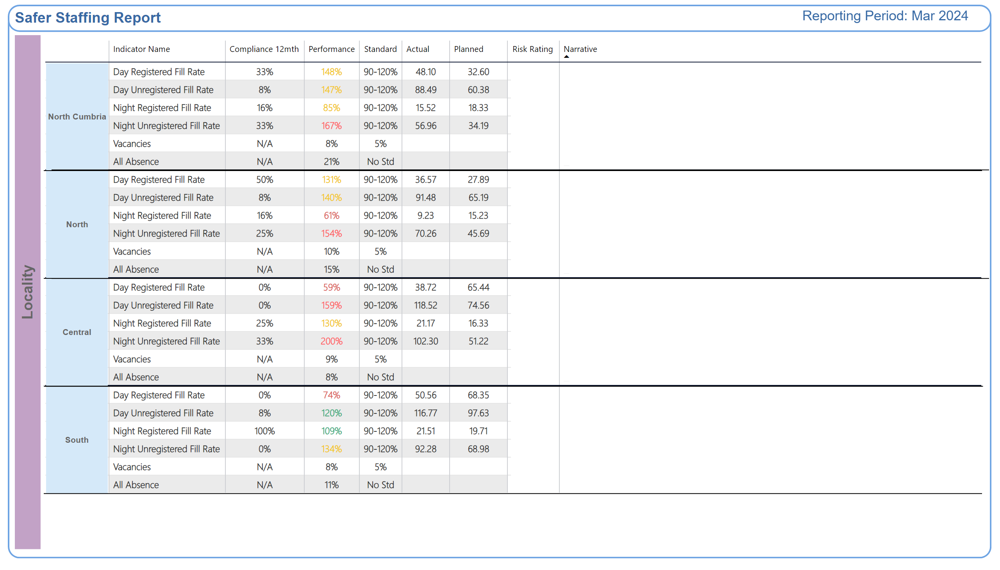 Safer Staffing Report
Reporting Period: Mar 2024
Locality
Indicator Name Compliance 12mth Performance Standard Actual Planned Risk Rating Narrative
North Cumbria
Day Registered Fill Rate 33% 148% 90-120% 48.10 32.60
Day Unregistered Fill Rate 8% 147% 90-120% 88.49 60.38
Night Registered Fill Rate 16% 85% 90-120% 15.52 18.33
Night Unregistered Fill Rate 33% 167% 90-120% 56.96 34.19
Vacancies N/A 8% 5%
All Absence N/A 21% No Std
North
Day Registered Fill Rate 50% 131% 90-120% 36.57 27.89
Day Unregistered Fill Rate 8% 140% 90-120% 91.48 65.19
Night Registered Fill Rate 16% 61% 90-120% 9.23 15.23
Night Unregistered Fill Rate 25% 154% 90-120% 70.26 45.69
Vacancies N/A 10% 5%
All Absence N/A 15% No Std
Central
Day Registered Fill Rate 0% 59% 90-120% 38.72 65.44
Day Unregistered Fill Rate 0% 159% 90-120% 118.52 74.56
Night Registered Fill Rate 25% 130% 90-120% 21.17 16.33
Night Unregistered Fill Rate 33% 200% 90-120% 102.30 51.22
Vacancies N/A 9% 5%
All Absence N/A 8% No Std
South
Day Registered Fill Rate 0% 74% 90-120% 50.56 68.35
Day Unregistered Fill Rate 8% 120% 90-120% 116.77 97.63
Night Registered Fill Rate 100% 109% 90-120% 21.51 19.71
Night Unregistered Fill Rate 0% 134% 90-120% 92.28 68.98
Vacancies N/A 8% 5%
All Absence N/A 11% No Std